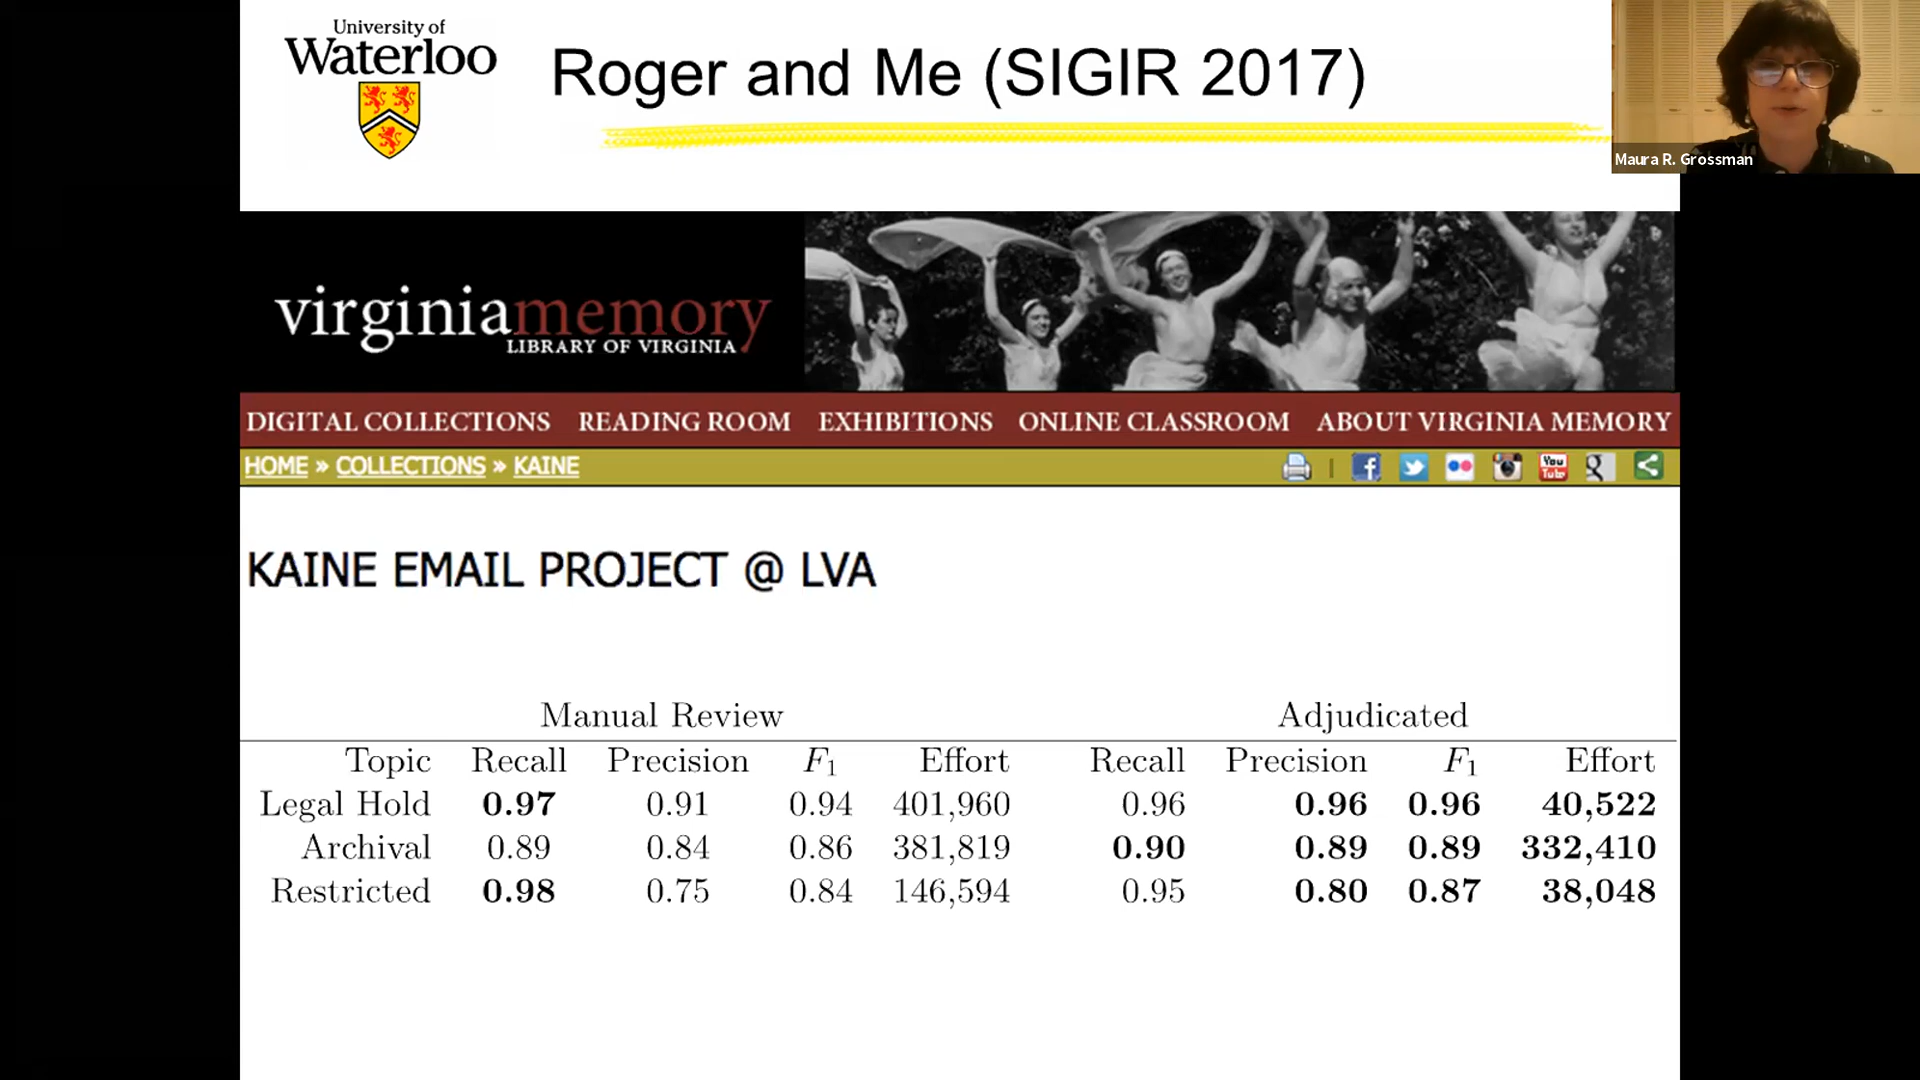 University of
Waterloo
Roger and Me (SIGIR 2017)
Maura R. Grossman
virginiamemory
LIBRARY OF VIRGINIA
DIGITAL COLLECTIONS READING ROOM EXHIBITIONS ONLINE CLASSROOM ABOUT VIRGINIA MEMORY
HOME » COLLECTIONS » KAINE
You
Tube
KAINE EMAIL PROJECT @ LVA
Manual Review Adjudicated
Topic Recall Precision F1 Effort Recall Precision F1 Effort
Legal Hold 0.97 0.91 0.94 401,960 0.96 0.96 0.96 40,522
Archival 0.89 0.84 0.86 381,819 0.90 0.89 0.89 332,410
Restricted 0.98 0.75 0.84 146,594 0.95 0.80 0.87 38,048